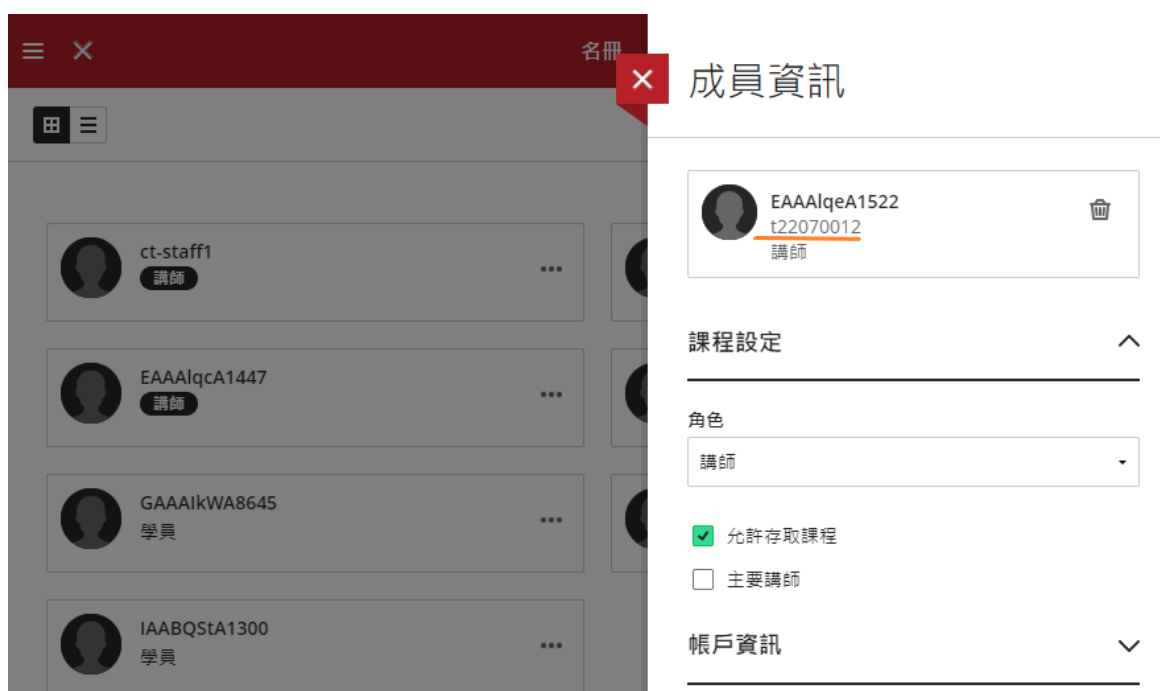 名冊
ct-staff1
講師
EAAAlqcA1447
講師
GAAAIkWA8645
學員
IAABQStA1300
學員
成員資訊
EAAAlqeA1522
t22070012
講師
課程設定
角色
講師
允許存取課程
主要講師
帳戶資訊